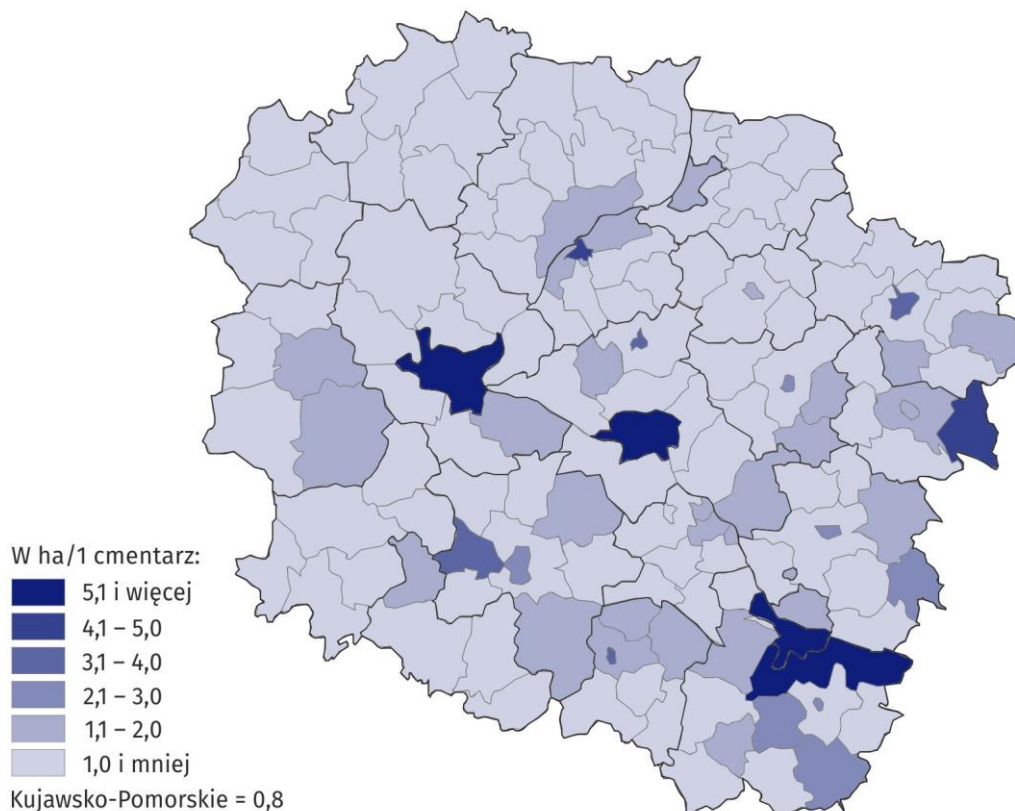 W ha/1 cmentarz:
5,1 i więcej
4,1 – 5,0
3,1 – 4,0
2,1 – 3,0
1,1 – 2,0
1,0 i mniej
Kujawsko-Pomorskie = 0,8